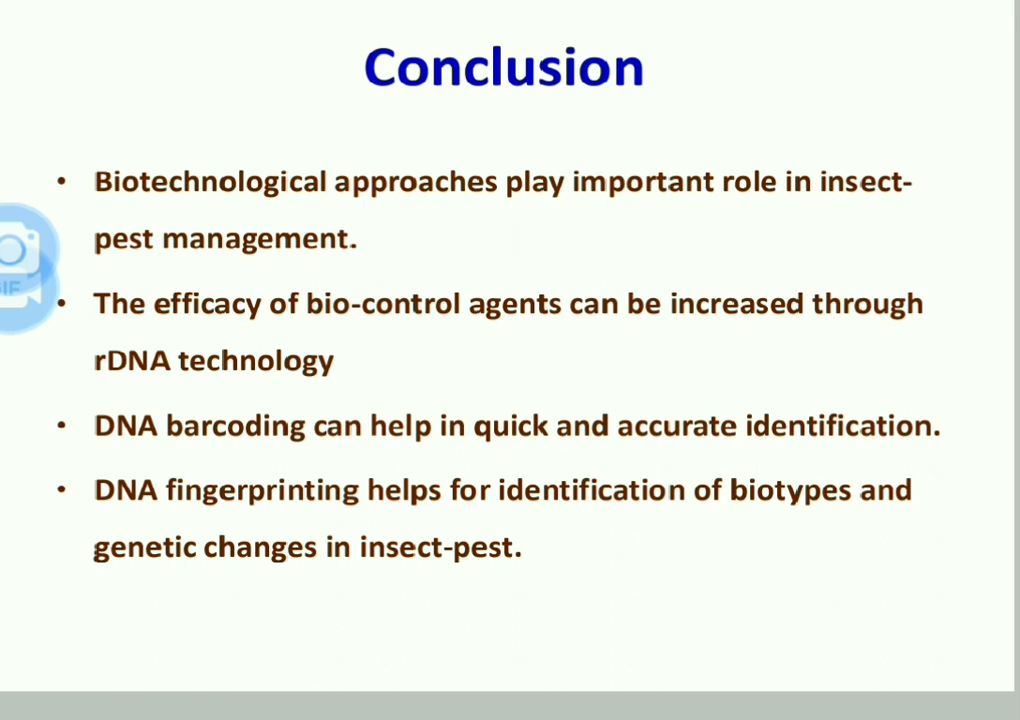 Conclusion
• Biotechnological approaches play important role in insect-
pest management.
• The efficacy of bio-control agents can be increased through
rDNA technology
• DNA barcoding can help in quick and accurate identification.
• DNA fingerprinting helps for identification of biotypes and
genetic changes in insect-pest.